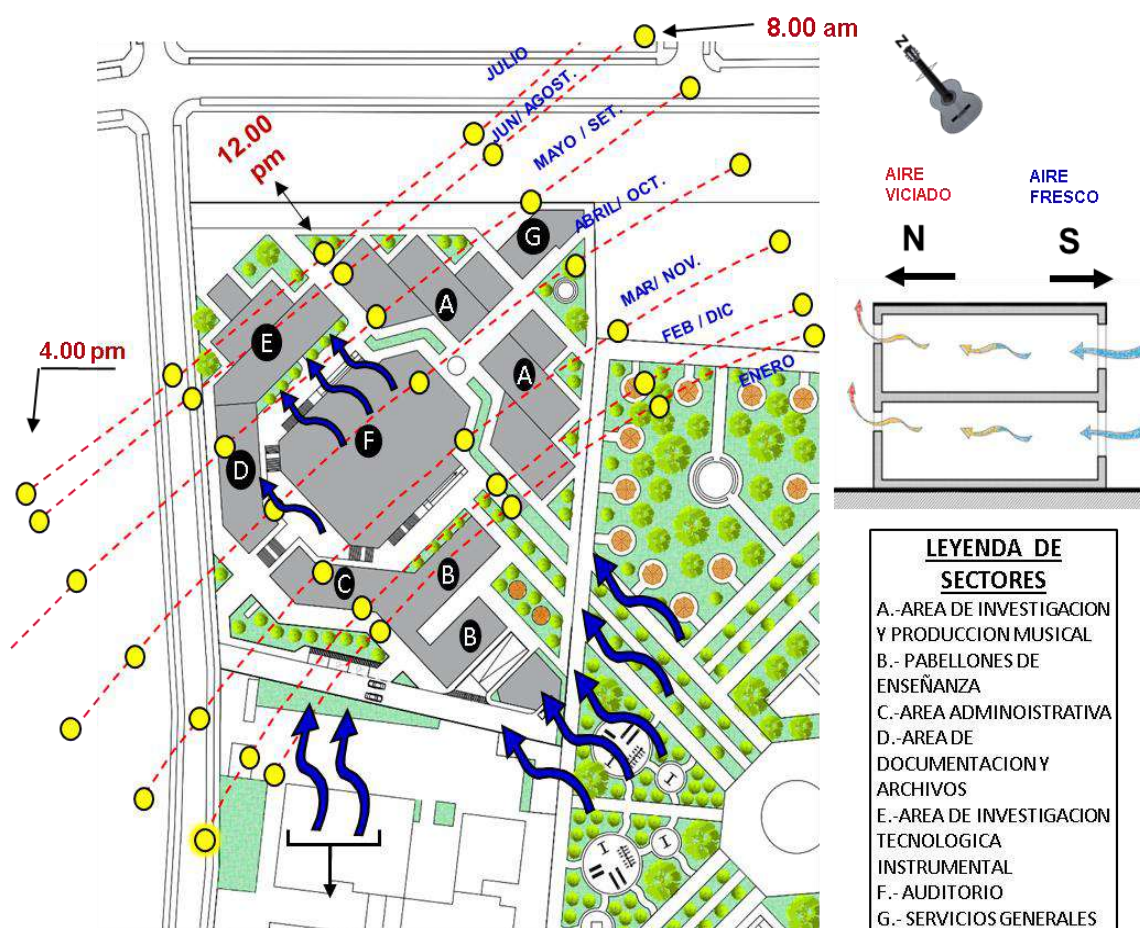 8.00 am
JULIO
JUN/ AGOST.
MAYO / SET.
12.00
pm
ABRIL/ OCT.
MAR/ NOV.
FEB / DIC
ENERO
4.00 pm
G
A
E
A
F
D
C
B
B
I
I
I
I
Z
AIRE
VICIADO
AIRE
FRESCO
N
S
LEYENDA DE
SECTORES
A.-AREA DE INVESTIGACION
Y PRODUCCION MUSICAL
B.- PABELLONES DE
ENSEÑANZA
C.-AREA ADMINOISTRATIVA
D.-AREA DE
DOCUMENTACION Y
ARCHIVOS
E.-AREA DE INVESTIGACION
TECNOLOGICA
INSTRUMENTAL
F.- AUDITORIO
G.- SERVICIOS GENERALES